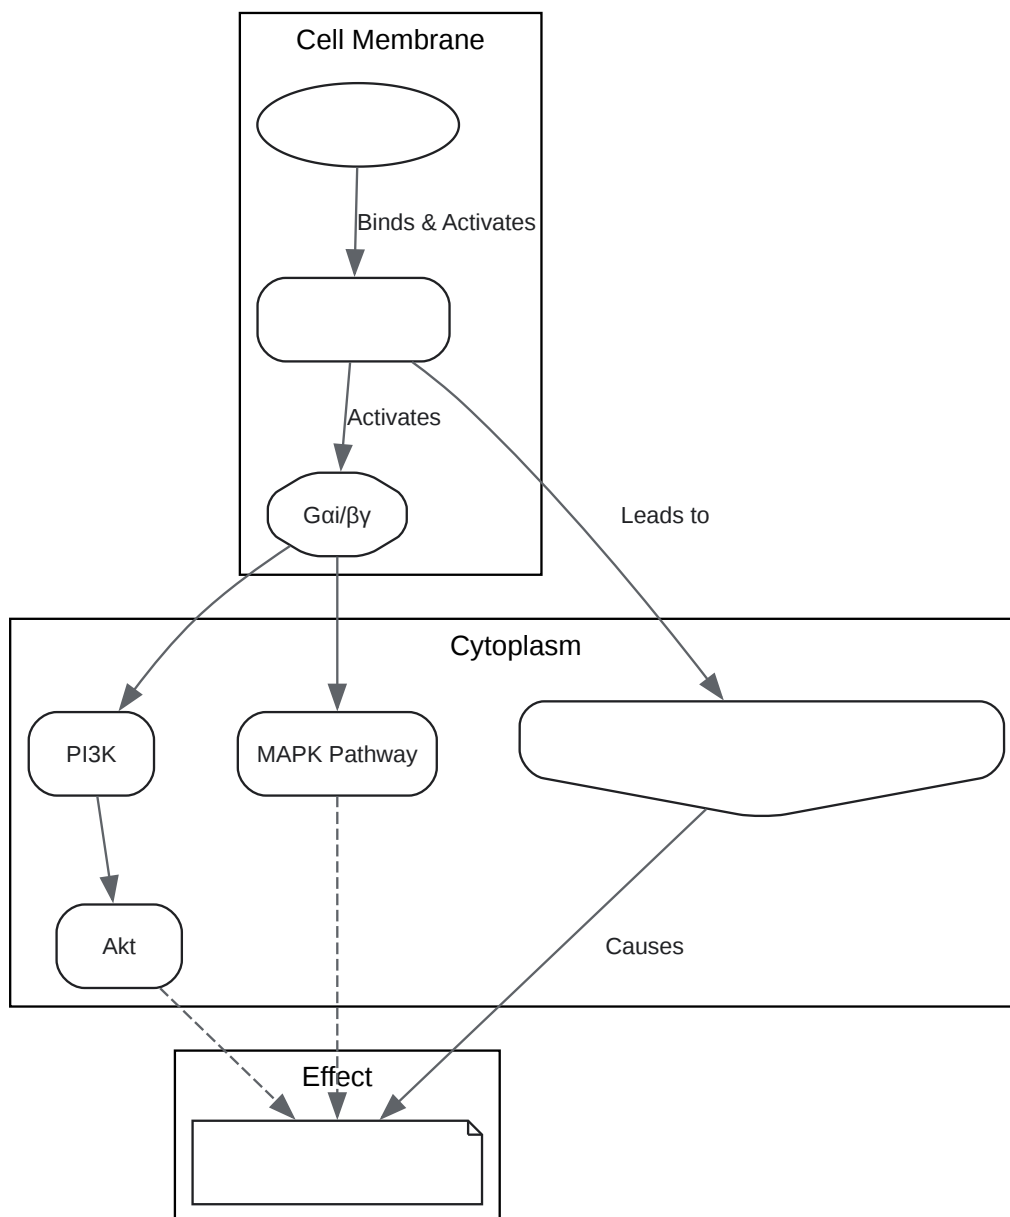 Cell Membrane
Binds & Activates
Activates
Gαi/βγ
Leads to
Cytoplasm
PI3K
MAPK Pathway
Akt
Causes
Effect